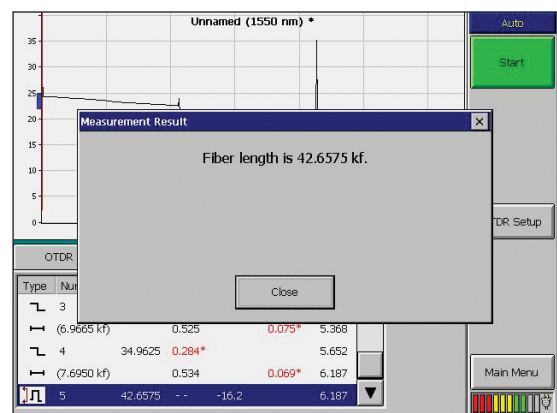 Unnamed (1550 nm) *
Auto
35
Start
30
25
20
Measurement Result
15
Fiber length is 42.6575 kf.
10
5
0
OTDR
Close
Type
3
(6.9665 kf) 0.525 0.075* 5.368
4 34.9625 0.284* 5.652
(7.6950 kf) 0.534 0.069* 6.187
Main Menu
5 42.6575 -- -16.2 6.187